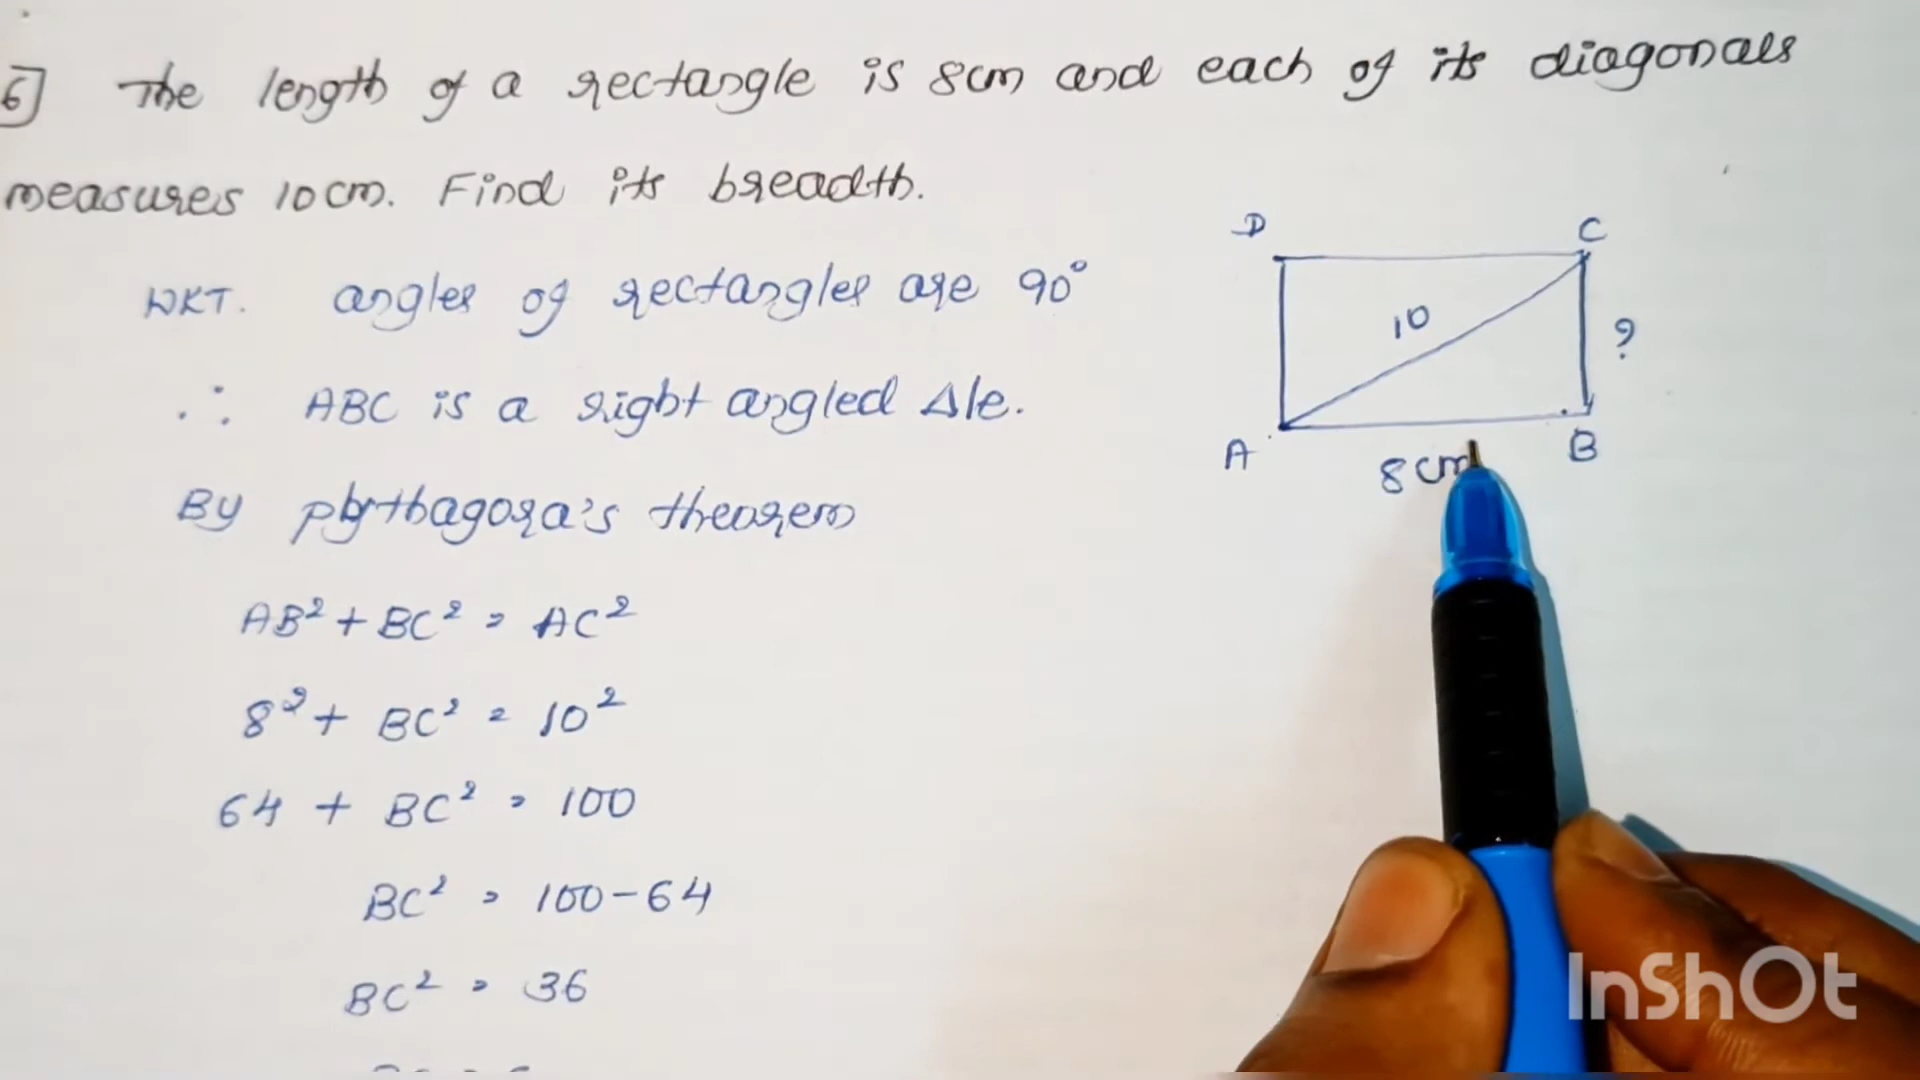 6] The length of a rectangle is 8cm and each of its diagonals
measures 10cm. Find its breadth.
D C
WKT. angles of rectangles are 90°
10
?
∴ ABC is a right angled Δle.
A B
8cm
By phythagora's theorem
AB² + BC² = AC²
8² + BC² = 10²
64 + BC² = 100
BC² = 100-64
BC² = 36
InShOt